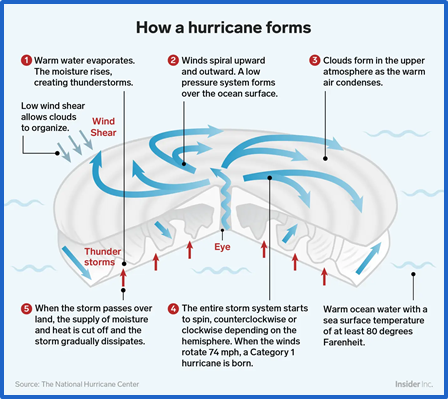 How a hurricane forms
1 Warm water evaporates.
The moisture rises,
creating thunderstorms.
2 Winds spiral upward
and outward. A low
pressure system forms
over the ocean surface.
3 Clouds form in the upper
atmosphere as the warm
air condenses.
Low wind shear
allows clouds
to organize.
Wind
Shear
Thunder
storms
Eye
5 When the storm passes over
land, the supply of moisture
and heat is cut off and the
storm gradually dissipates.
4 The entire storm system starts
to spin, counterclockwise or
clockwise depending on the
hemisphere. When the winds
rotate 74 mph, a Category 1
hurricane is born.
Warm ocean water with a
sea surface temperature
of at least 80 degrees
Farenheit.
Source: The National Hurricane Center
Insider Inc.